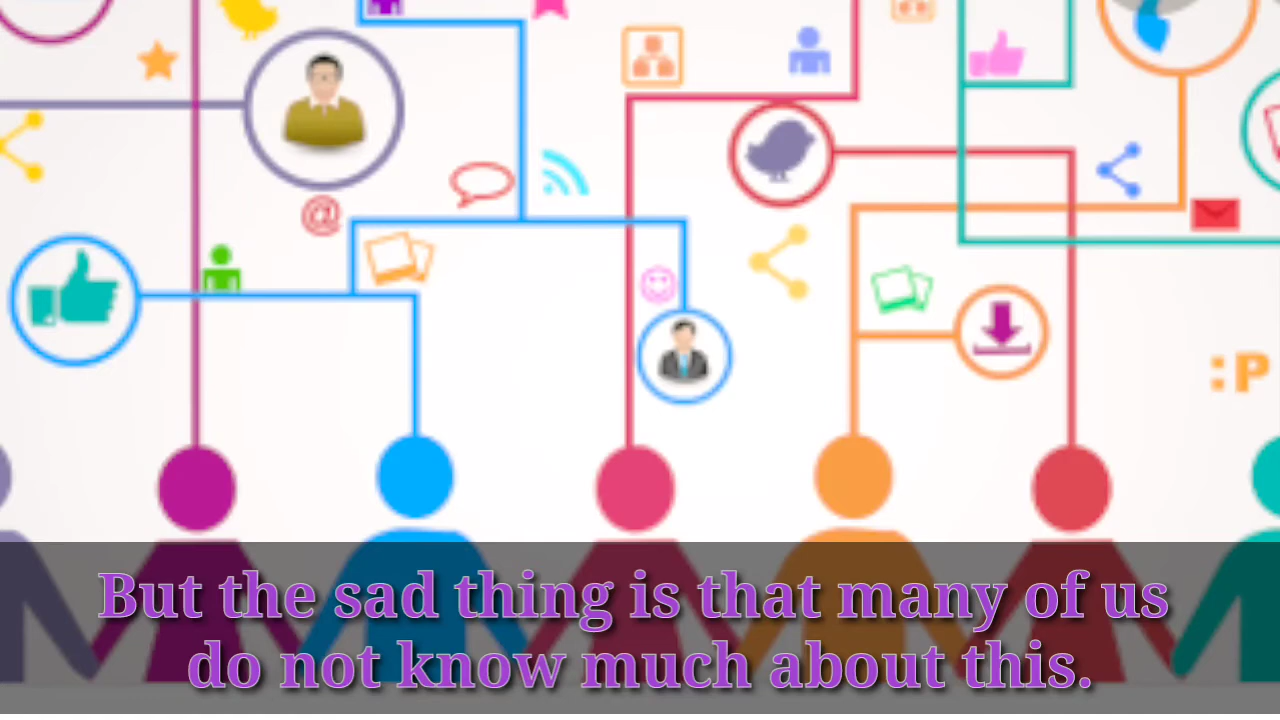 @
:P
But the sad thing is that many of us
do not know much about this.